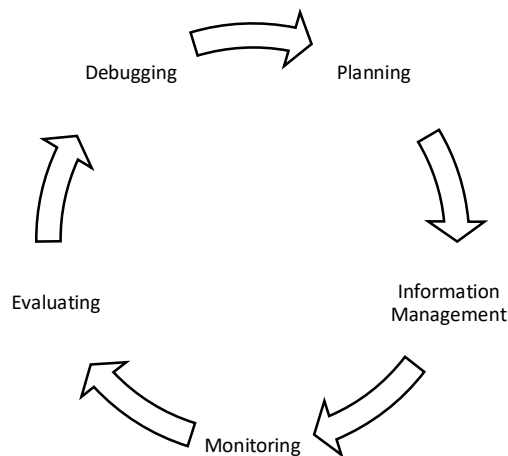 Debugging
Planning
Information
Management
Evaluating
Monitoring